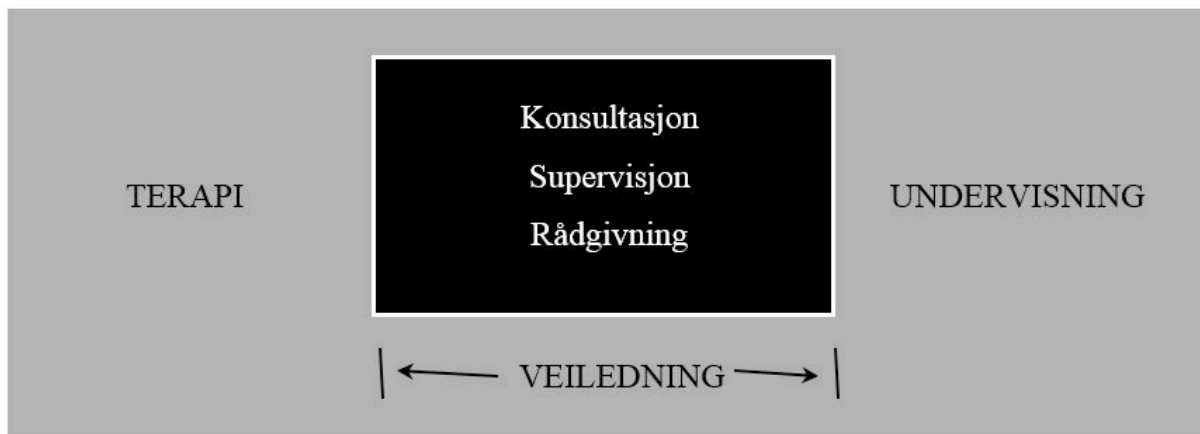 Konsultasjon
Supervisjon
Rådgivning
TERAPI
UNDERVISNING
VEILEDNING